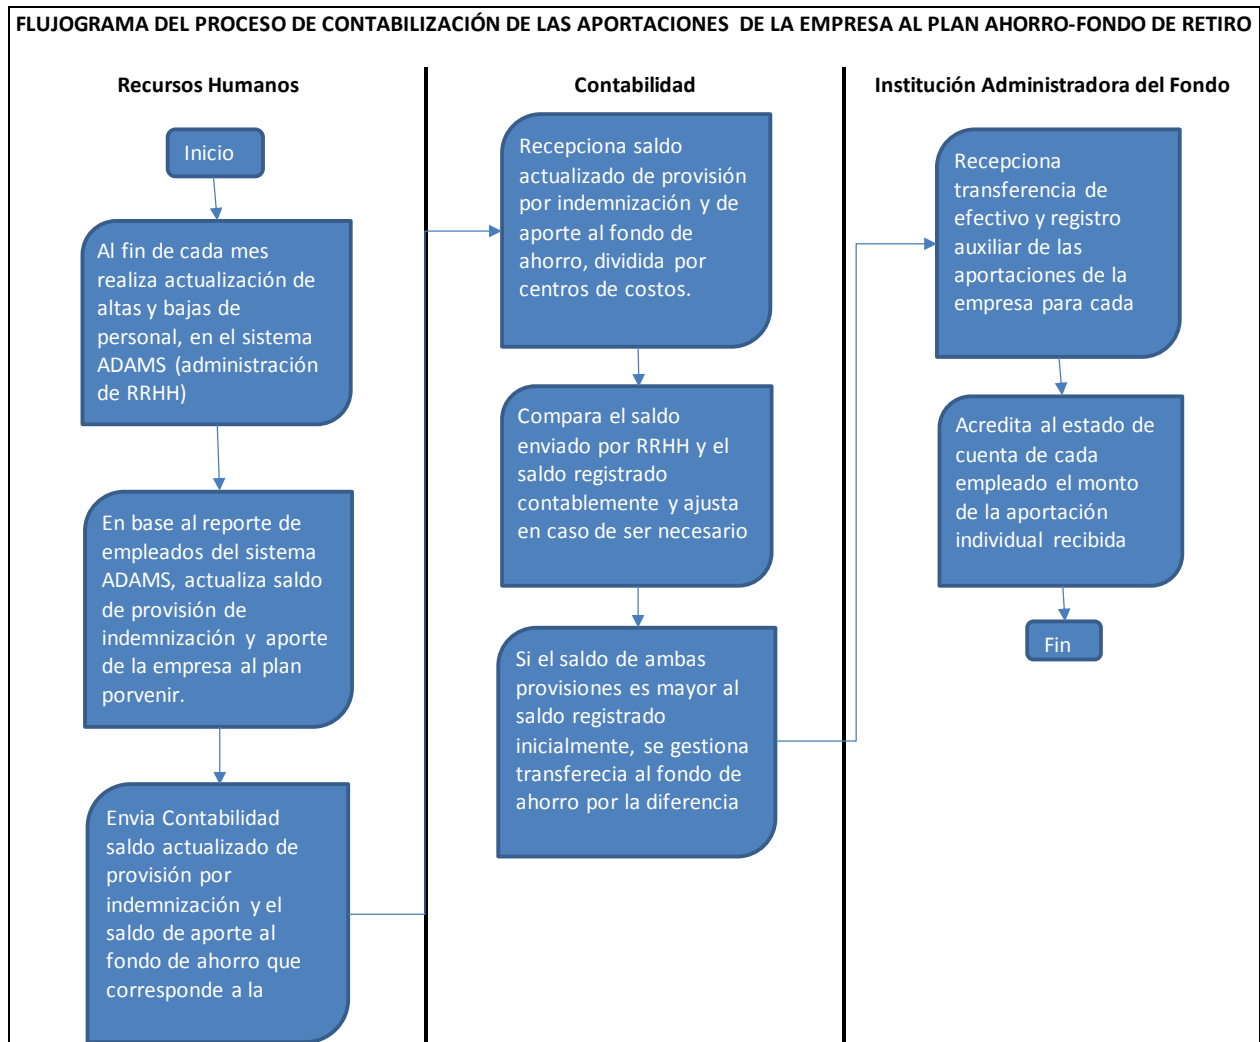 FLUJOGRAMA DEL PROCESO DE CONTABILIZACIÓN DE LAS APORTACIONES DE LA EMPRESA AL PLAN AHORRO-FONDO DE RETIRO
Recursos Humanos
Inicio
Al fin de cada mes
realiza actualización de
altas y bajas de
personal, en el sistema
ADAMS (administración
de RRHH)
En base al reporte de
empleados del sistema
ADAMS, actualiza saldo
de provisión de
indemnización y aporte
de la empresa al plan
porvenir.
Envia Contabilidad
saldo actualizado de
provisión por
indemnización y el
saldo de aporte al
fondo de ahorro que
corresponde a la
Contabilidad
Recepciona saldo
actualizado de provisión
por indemnización y de
aporte al fondo de
ahorro, dividida por
centros de costos.
Compara el saldo
enviado por RRHH y el
saldo registrado
contablemente y ajusta
en caso de ser necesario
Si el saldo de ambas
provisiones es mayor al
saldo registrado
inicialmente, se gestiona
transferecia al fondo de
ahorro por la diferencia
Institución Administradora del Fondo
Recepciona
transferencia de
efectivo y registro
auxiliar de las
aportaciones de la
empresa para cada
Acredita al estado de
cuenta de cada
empleado el monto
de la aportación
individual recibida
Fin